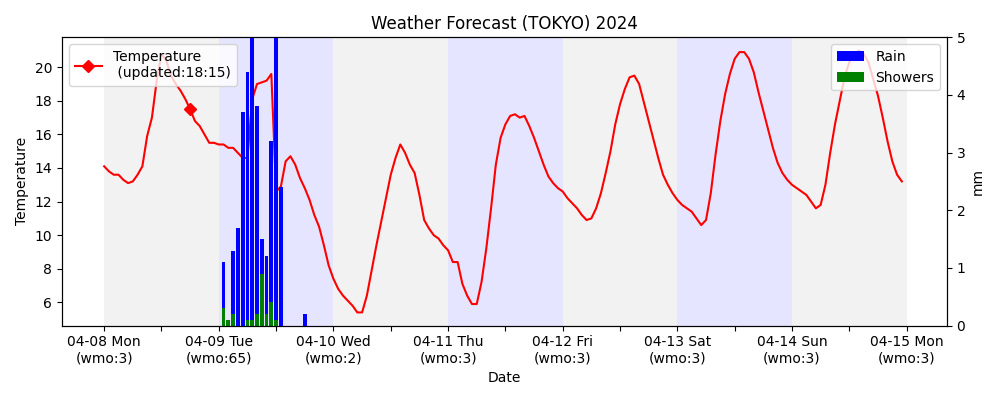 Weather Forecast (TOKYO) 2024
Temperature
(updated:18:15)
Rain
Showers
Temperature
20
18
16
14
12
10
8
6
5
4
3
2
1
0
mm
04-08 Mon
(wmo:3)
04-09 Tue
(wmo:65)
04-10 Wed
(wmo:2)
04-11 Thu
(wmo:3)
04-12 Fri
(wmo:3)
04-13 Sat
(wmo:3)
04-14 Sun
(wmo:3)
04-15 Mon
(wmo:3)
Date